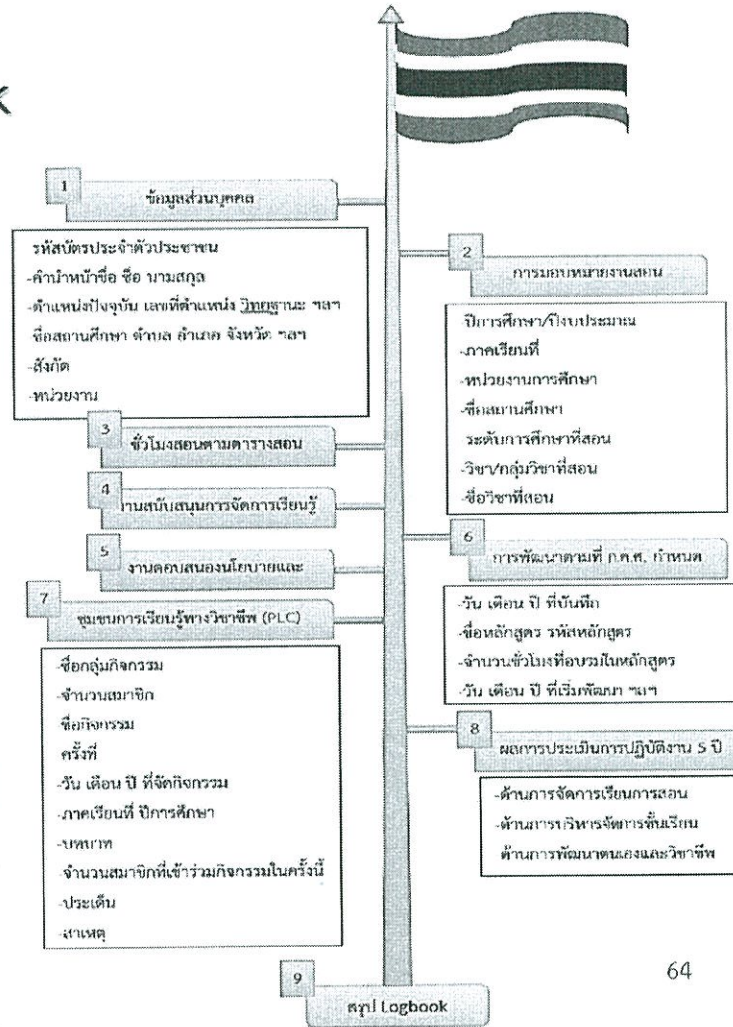 K
1
ข้อมูลส่วนบุคคล
รหัสบัตรประจำตัวประชาชน
-คำนำหน้าชื่อ ชื่อ นามสกุล
-ตำแหน่งปัจจุบัน เลขที่ตำแหน่ง วิทยฐานะ ฯลฯ
ชื่อสถานศึกษา ตำบล อำเภอ จังหวัด ฯลฯ
-สังกัด
-หน่วยงาน
2
การมอบหมายงานสอน
-ปีการศึกษา/ปีงบประมาณ
-ภาคเรียนที่
-หน่วยงานการศึกษา
-ชื่อสถานศึกษา
ระดับการศึกษาที่สอน
-วิชา/กลุ่มวิชาที่สอน
-ชื่อวิชาที่สอน
3
ชั่วโมงสอนตามตารางสอน
4
งานสนับสนุนการจัดการเรียนรู้
5
งานตอบสนองนโยบายและ
6
การพัฒนาตามที่ ก.ค.ศ. กำหนด
-วัน เดือน ปี ที่บันทึก
-ชื่อหลักสูตร รหัสหลักสูตร
-จำนวนชั่วโมงที่อบรมในหลักสูตร
-วัน เดือน ปี ที่เริ่มพัฒนา ฯลฯ
7
ชุมชนการเรียนรู้ทางวิชาชีพ (PLC)
-ชื่อกลุ่มกิจกรรม
-จำนวนสมาชิก
ชื่อกิจกรรม
ครั้งที่
-วัน เดือน ปี ที่จัดกิจกรรม
-ภาคเรียนที่ ปีการศึกษา
-บทบาท
-จำนวนสมาชิกที่เข้าร่วมกิจกรรมในครั้งนี้
-ประเด็น
-สาเหตุ
8
ผลการประเมินการปฏิบัติงาน 5 ปี
-ด้านการจัดการเรียนการสอน
-ด้านการบริหารจัดการชั้นเรียน
ด้านการพัฒนาตนเองและวิชาชีพ
9
สรุป Logbook
64